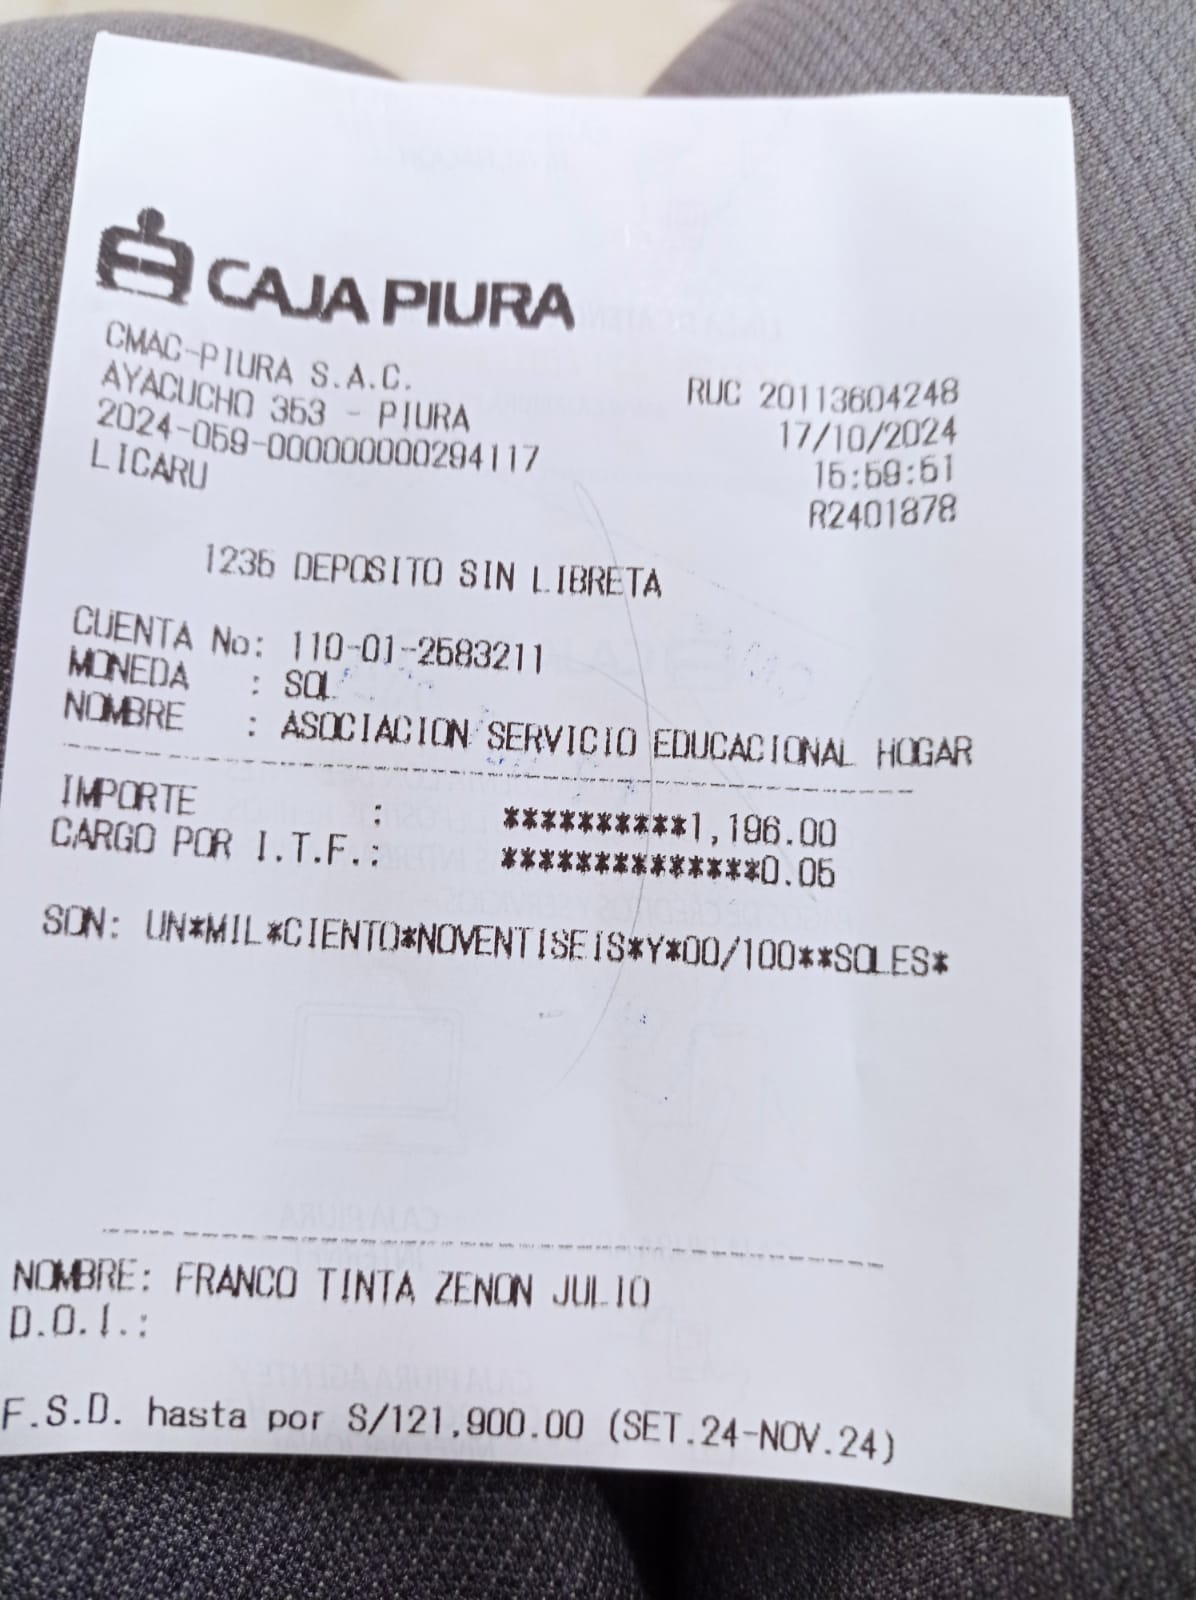 CAJA PIURA
CMAC-PIURA S.A.C.
AYACUCHO 353 - PIURA RUC 20113604248
2024-059-000000000294117 17/10/2024
LICARU 15:59:51
R2401878
1235 DEPOSITO SIN LIBRETA
CUENTA No: 110-01-2583211
MONEDA : SOL
NOMBRE : ASOCIACION SERVICIO EDUCACIONAL HOGAR
IMPORTE : **********1,196.00
CARGO POR I.T.F.: **************0.05
SON: UN*MIL*CIENTO*NOVENTISEIS*Y*00/100**SOLES*
NOMBRE: FRANCO TINTA ZENON JULIO
D.O.I.:
F.S.D. hasta por S/121,900.00 (SET.24-NOV.24)